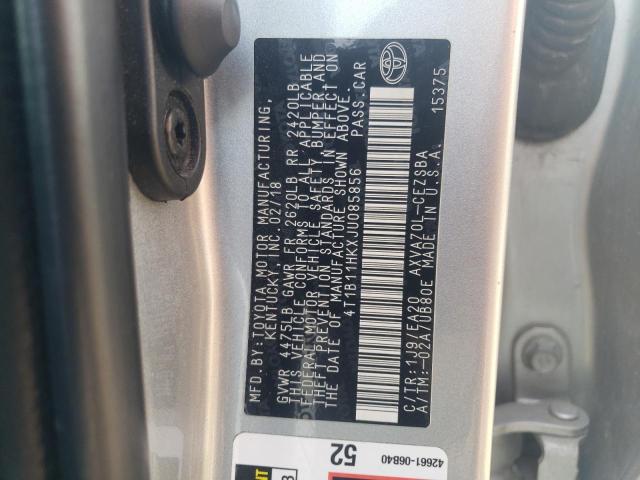 MFD.BY:TOYOTA MOTOR MANUFACTURING,
KENTUCKY, INC. 02/18
GVWR 4475LB GAWR FR 2620LB RR 2420LB
THIS VEHICLE CONFORMS TO ALL APPLICABLE
FEDERAL MOTOR VEHICLE SAFETY, BUMPER AND
THEFT PREVENTION STANDARDS IN EFFECT ON
THE DATE OF MANUFACTURE SHOWN ABOVE.
4T1B11HKXJU085856 PASS.CAR
C/TR:1J9/EA20 AXVA70L-CEZSBA
A/TM:-02A/UB80E MADE IN U.S.A. 15375
52
42661-06B40